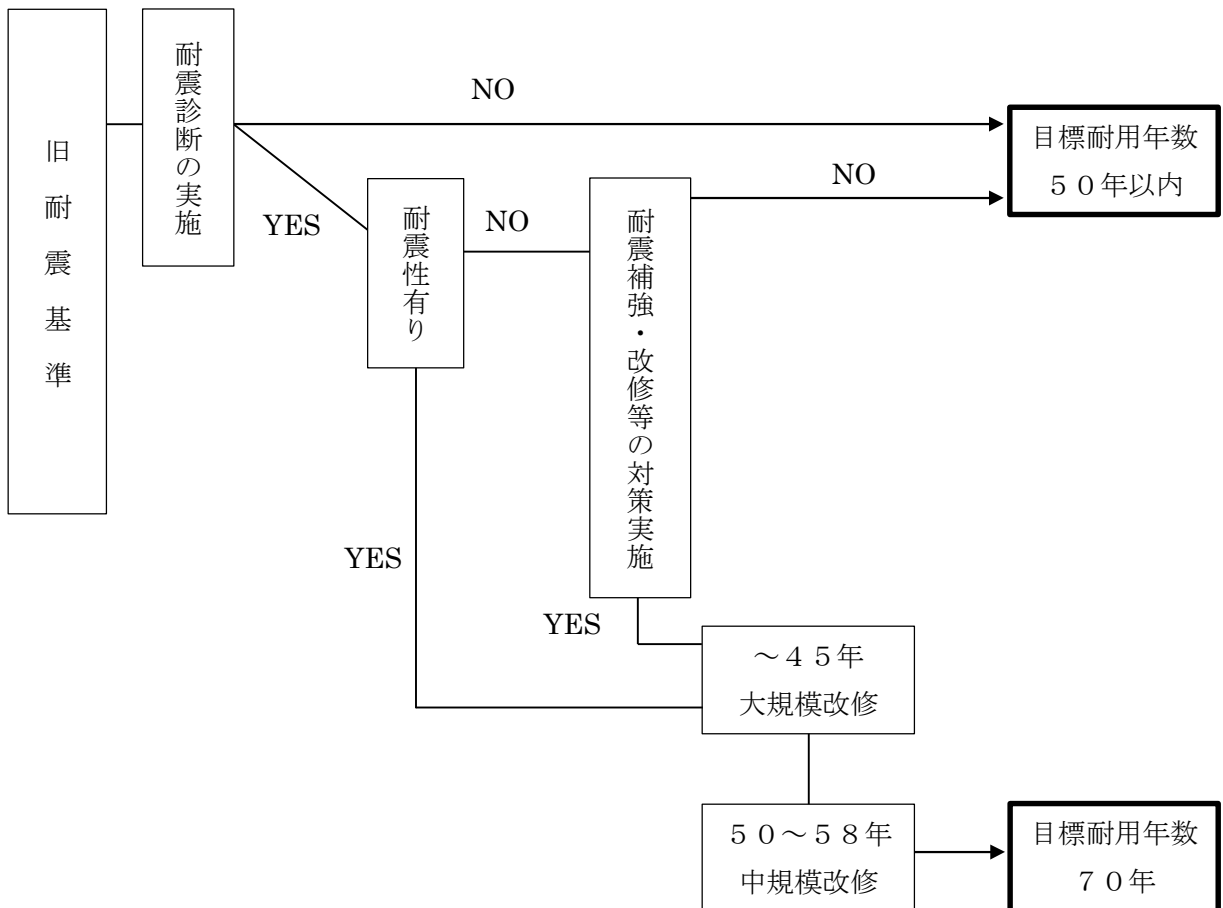 旧耐震基準
耐震診断の実施
NO
目標耐用年数
５０年以内
YES
耐震性有り
NO
耐震補強・改修等の対策実施
NO
YES
YES
～４５年
大規模改修
５０～５８年
中規模改修
目標耐用年数
７０年